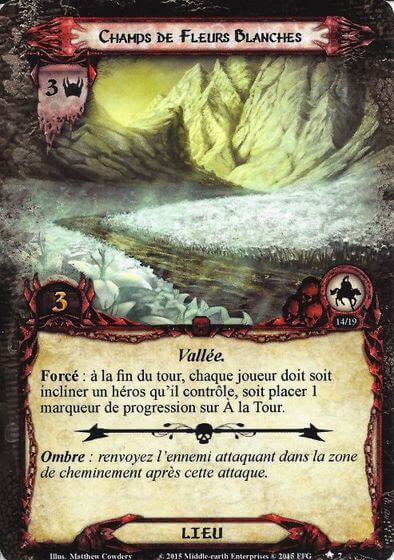 Champs de Fleurs Blanches
3
3
14/19
Vallée.
Forcé : à la fin du tour, chaque joueur doit soit
incliner un héros qu'il contrôle, soit placer 1
marqueur de progression sur À la Tour.
Ombre : renvoyez l'ennemi attaquant dans la zone
de cheminement après cette attaque.
LIEU
Illus. Matthew Cowdery © 2015 Middle-earth Enterprises © 2015 FFG